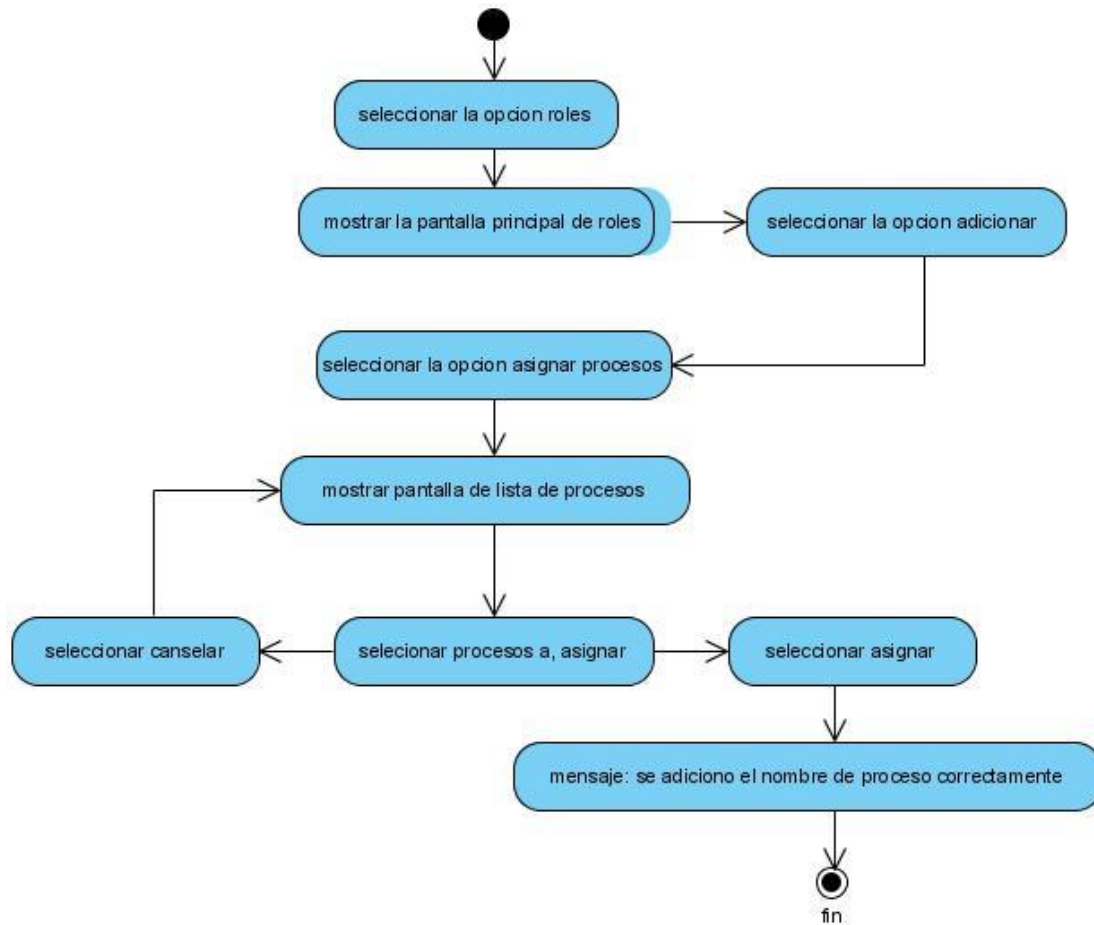 seleccionar la opcion roles
mostrar la pantalla principal de roles
seleccionar la opcion adicionar
seleccionar la opcion asignar procesos
mostrar pantalla de lista de procesos
seleccionar canselar
selecionar procesos a, asignar
seleccionar asignar
mensaje: se adiciono el nombre de proceso correctamente
fin